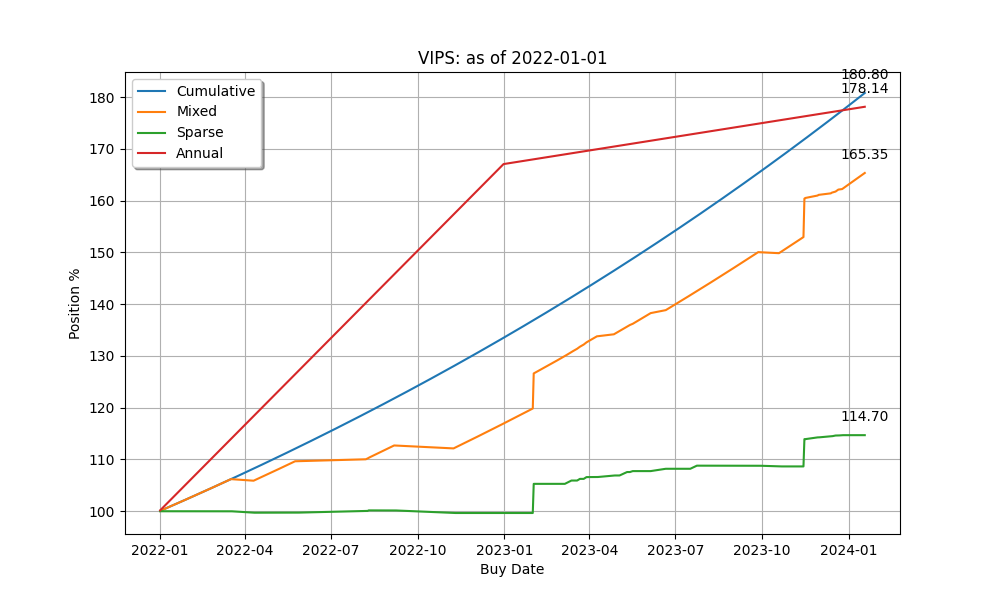 VIPS: as of 2022-01-01
180.80
178.14
165.35
114.70
Cumulative
Mixed
Sparse
Annual
180
170
160
150
140
130
120
110
100
Position %
2022-01 2022-04 2022-07 2022-10 2023-01 2023-04 2023-07 2023-10 2024-01
Buy Date